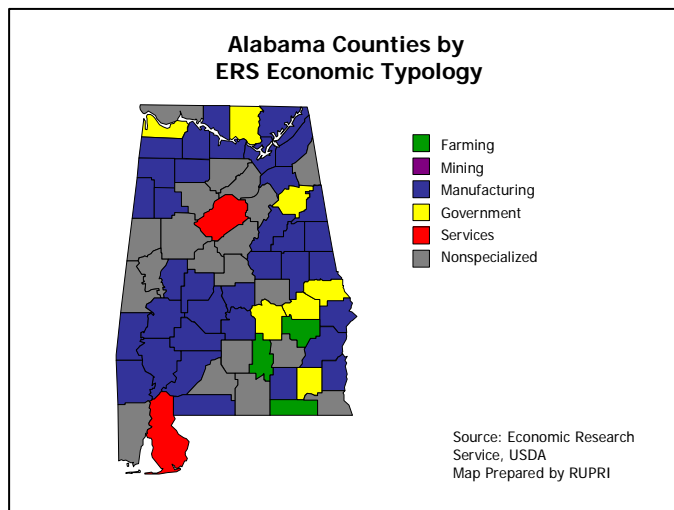 Alabama Counties by
ERS Economic Typology
Farming
Mining
Manufacturing
Government
Services
Nonspecialized
Source: Economic Research
Service, USDA
Map Prepared by RUPRI